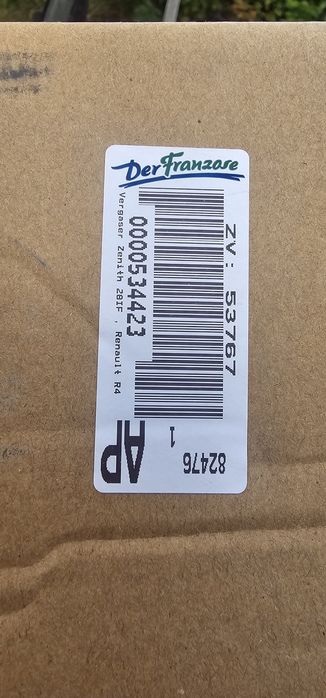 Der Franzose
ZV: 53767
0000534423
Vergaser Zenith 28IF , Renault R4
82476
1
AP